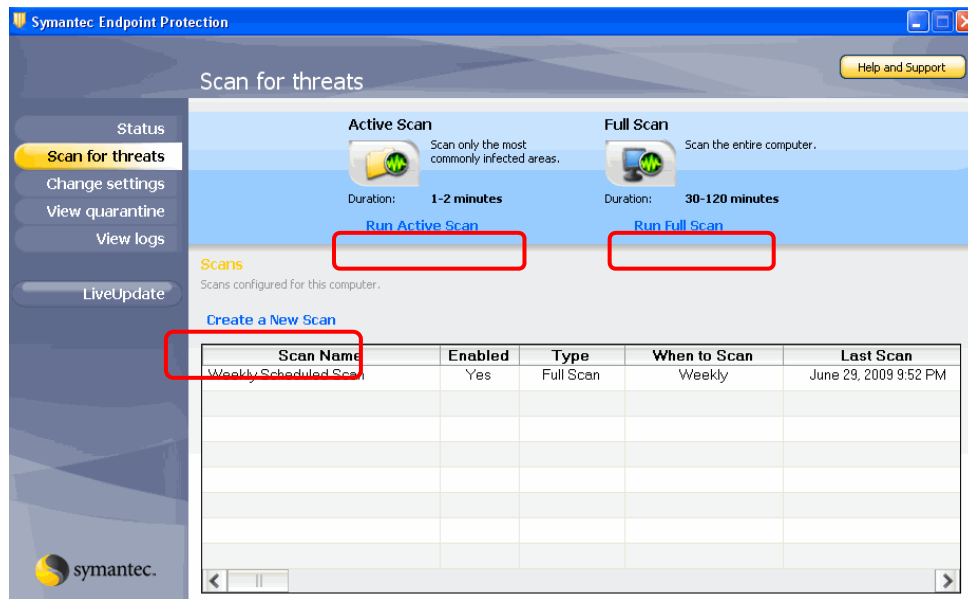 Symantec Endpoint Protection
Scan for threats
Help and Support
Status
Scan for threats
Change settings
View quarantine
View logs
LiveUpdate
Active Scan
Scan only the most
commonly infected areas.
Duration: 1-2 minutes
Run Active Scan
Full Scan
Scan the entire computer.
Duration: 30-120 minutes
Run Full Scan
Scans
Scans configured for this computer.
Create a New Scan
Scan Name Enabled Type When to Scan Last Scan
Weekly Scheduled Scan Yes Full Scan Weekly June 29, 2009 9:52 PM
symantec.